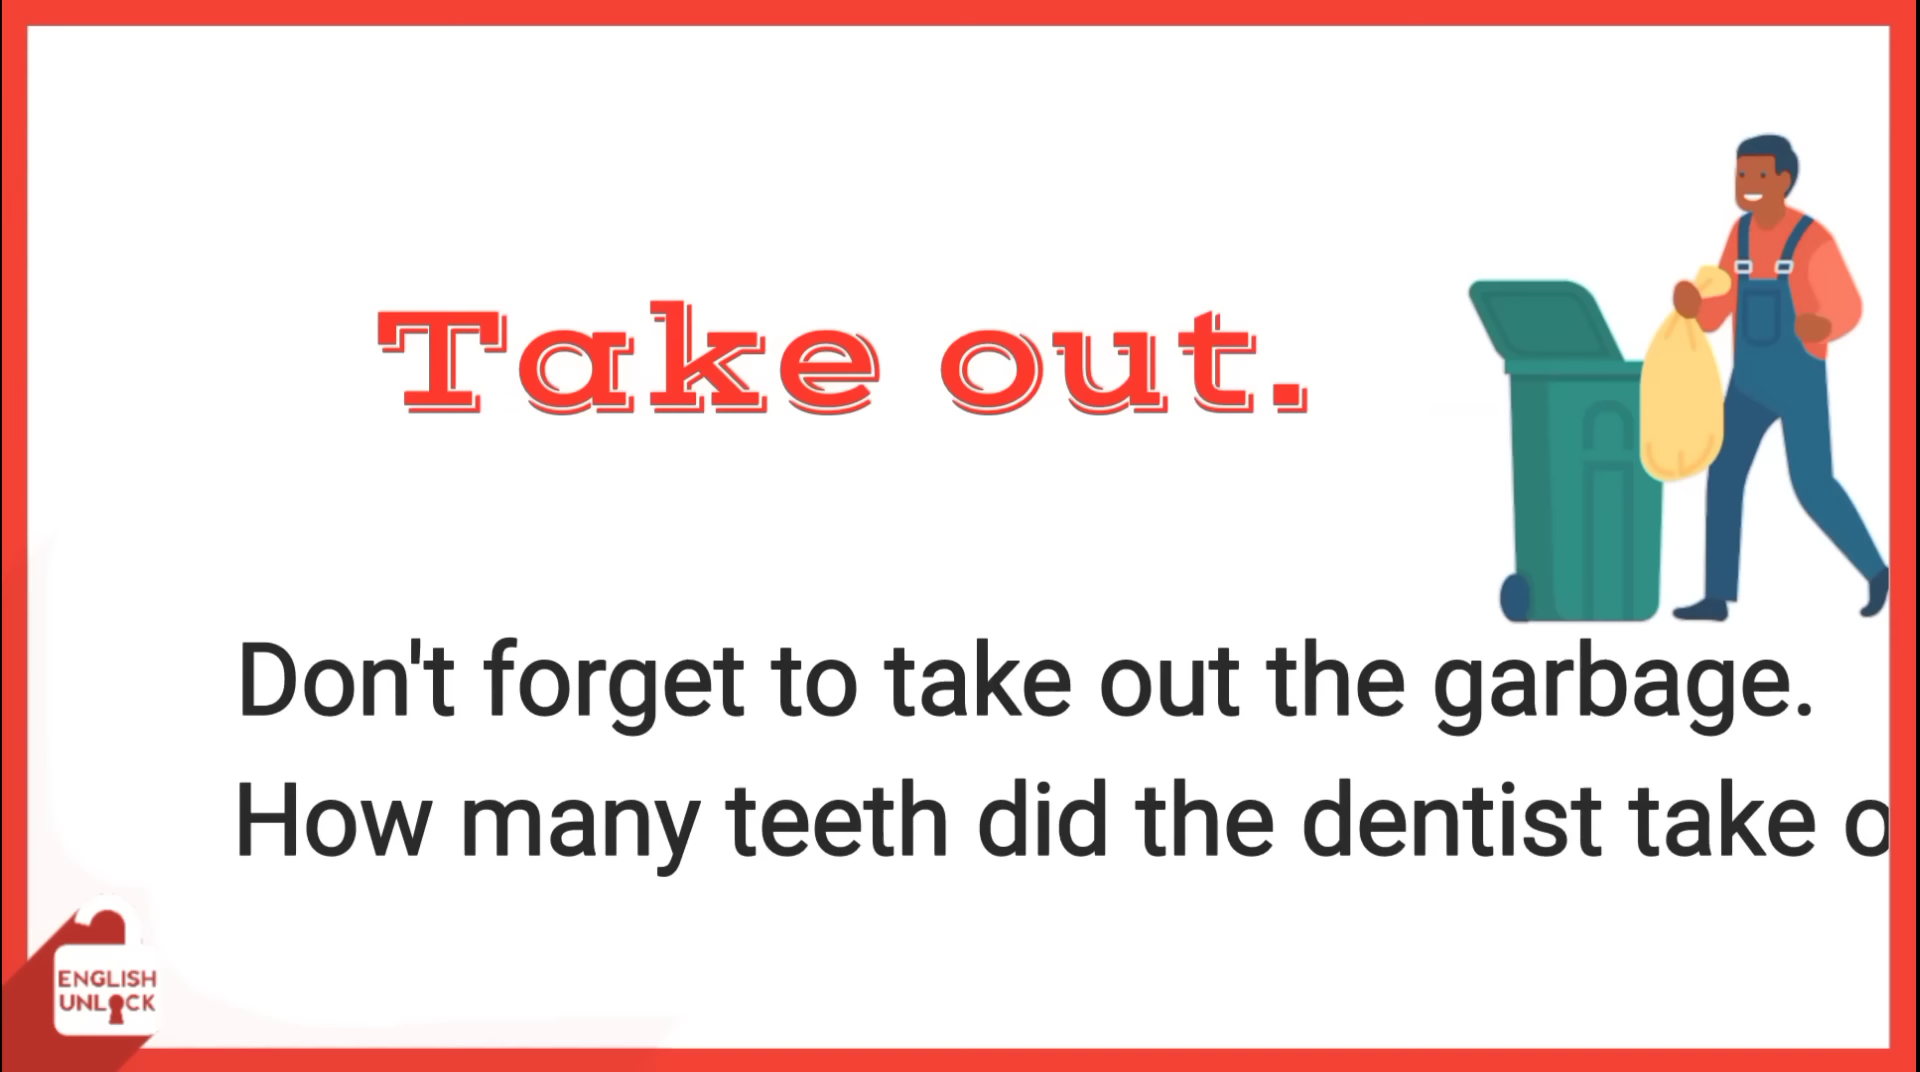 Take out.
Don't forget to take out the garbage.
How many teeth did the dentist take
ENGLISH
UNLOCK